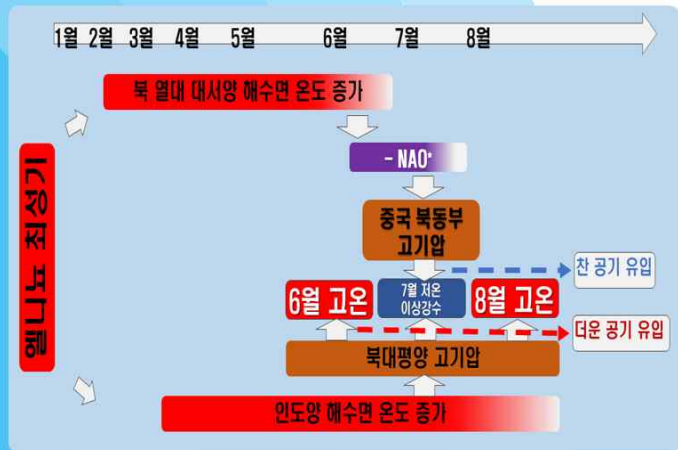 1월 2월 3월 4월 5월 6월 7월 8월
북 열대 대서양 해수면 온도 증가
- NAO*
엘니뇨 최성기
중국 북동부
고기압
찬 공기 유입
6월 고온
7월 저온
이상강수
8월 고온
더운 공기 유입
북대평양 고기압
인도양 해수면 온도 증가